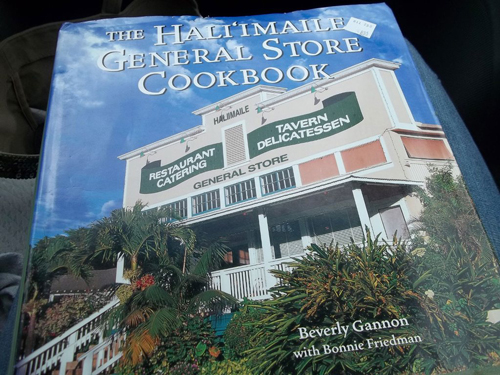 THE HALI'IMAILE
GENERAL STORE
COOKBOOK
HALIIMAILE
RESTAURANT
CATERING
TAVERN
DELICATESSEN
GENERAL STORE
Beverly Gannon
with Bonnie Friedman